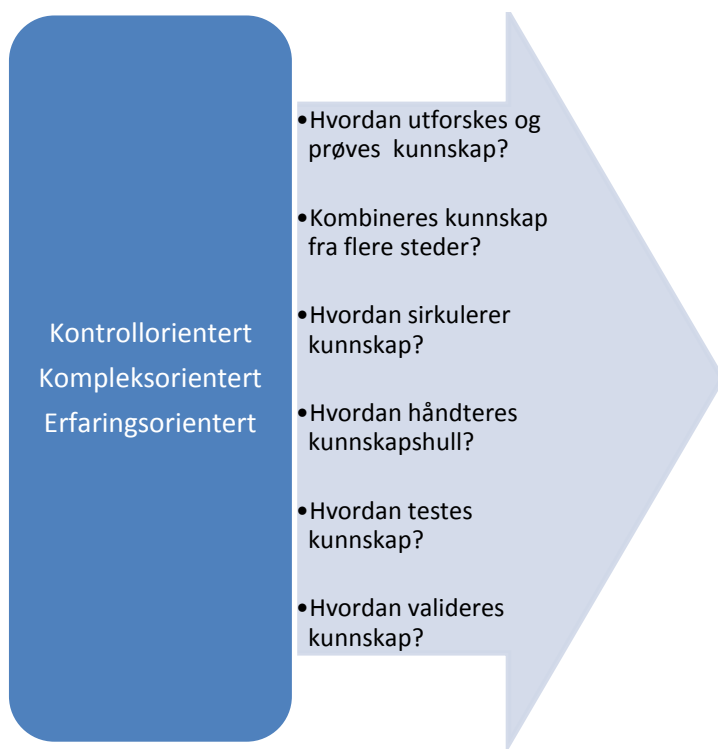 Kontrollorientert
Kompleksorientert
Erfaringsorientert
•Hvordan utforskes og
prøves kunnskap?
•Kombineres kunnskap
fra flere steder?
•Hvordan sirkulerer
kunnskap?
•Hvordan håndteres
kunnskapshull?
•Hvordan testes
kunnskap?
•Hvordan valideres
kunnskap?